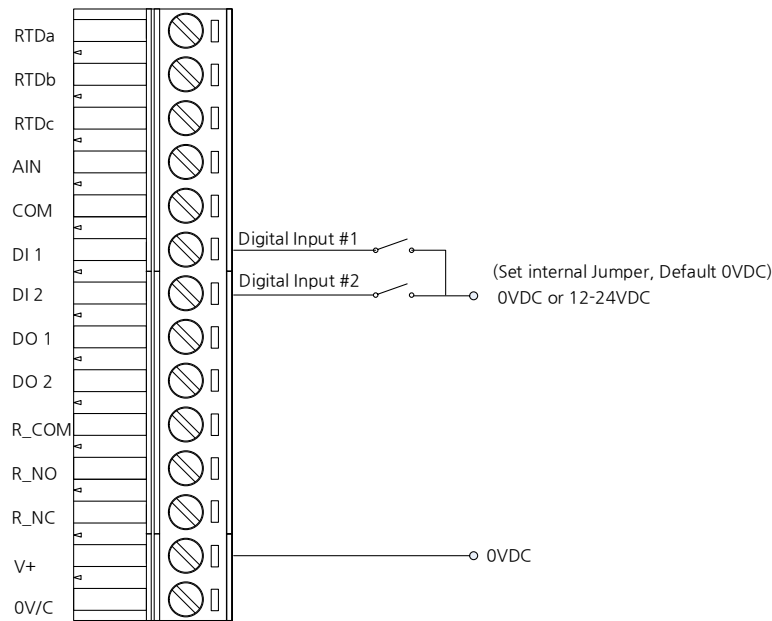 RTDa
RTDb
RTDc
AIN
COM
DI 1
Digital Input #1
DI 2
Digital Input #2
(Set internal Jumper, Default 0VDC)
0VDC or 12-24VDC
DO 1
DO 2
R_COM
R_NO
R_NC
V+
0VDC
0V/C